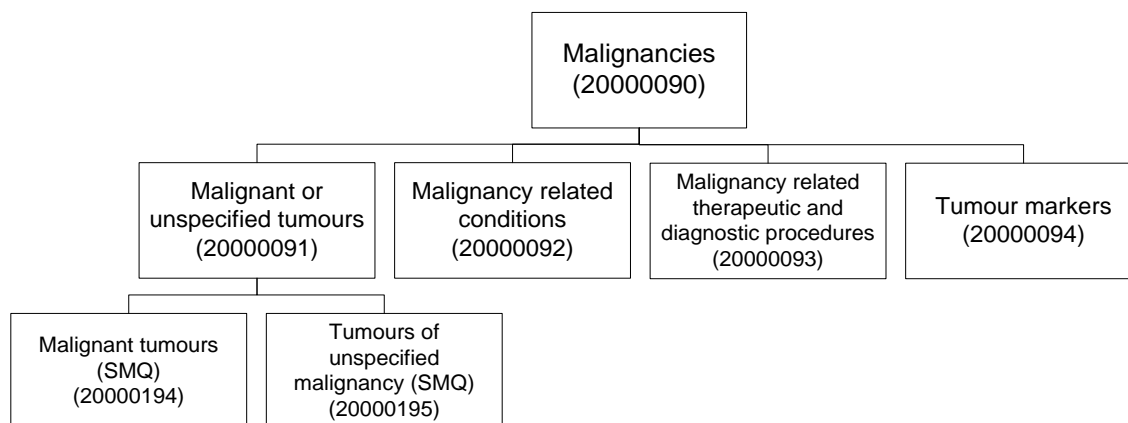 Malignancies
(20000090)
Malignant or
unspecified tumours
(20000091)
Malignancy related
conditions
(20000092)
Malignancy related
therapeutic and
diagnostic procedures
(20000093)
Tumour markers
(20000094)
Malignant tumours
(SMQ)
(20000194)
Tumours of
unspecified
malignancy (SMQ)
(20000195)